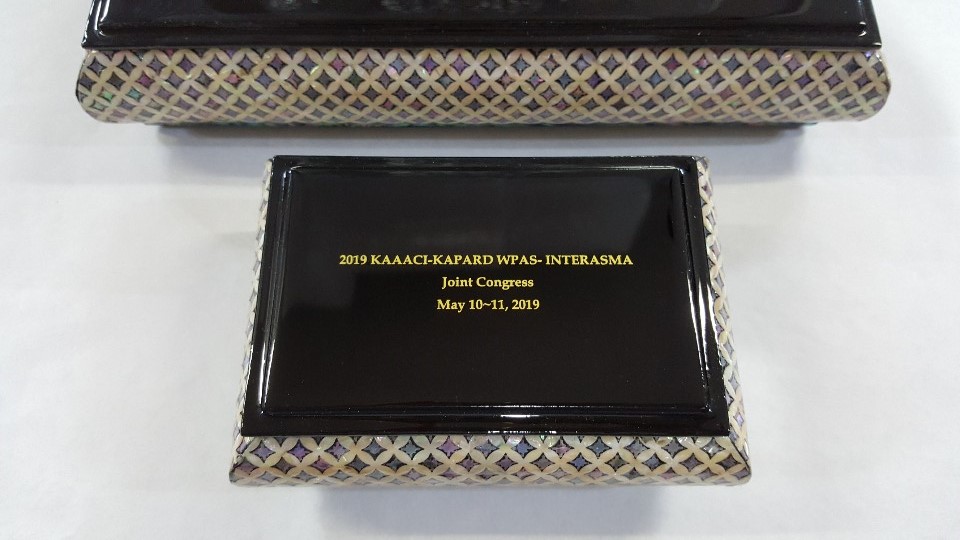 2019 KAAACI-KAPARD WPAS- INTERASMA
Joint Congress
May 10~11, 2019